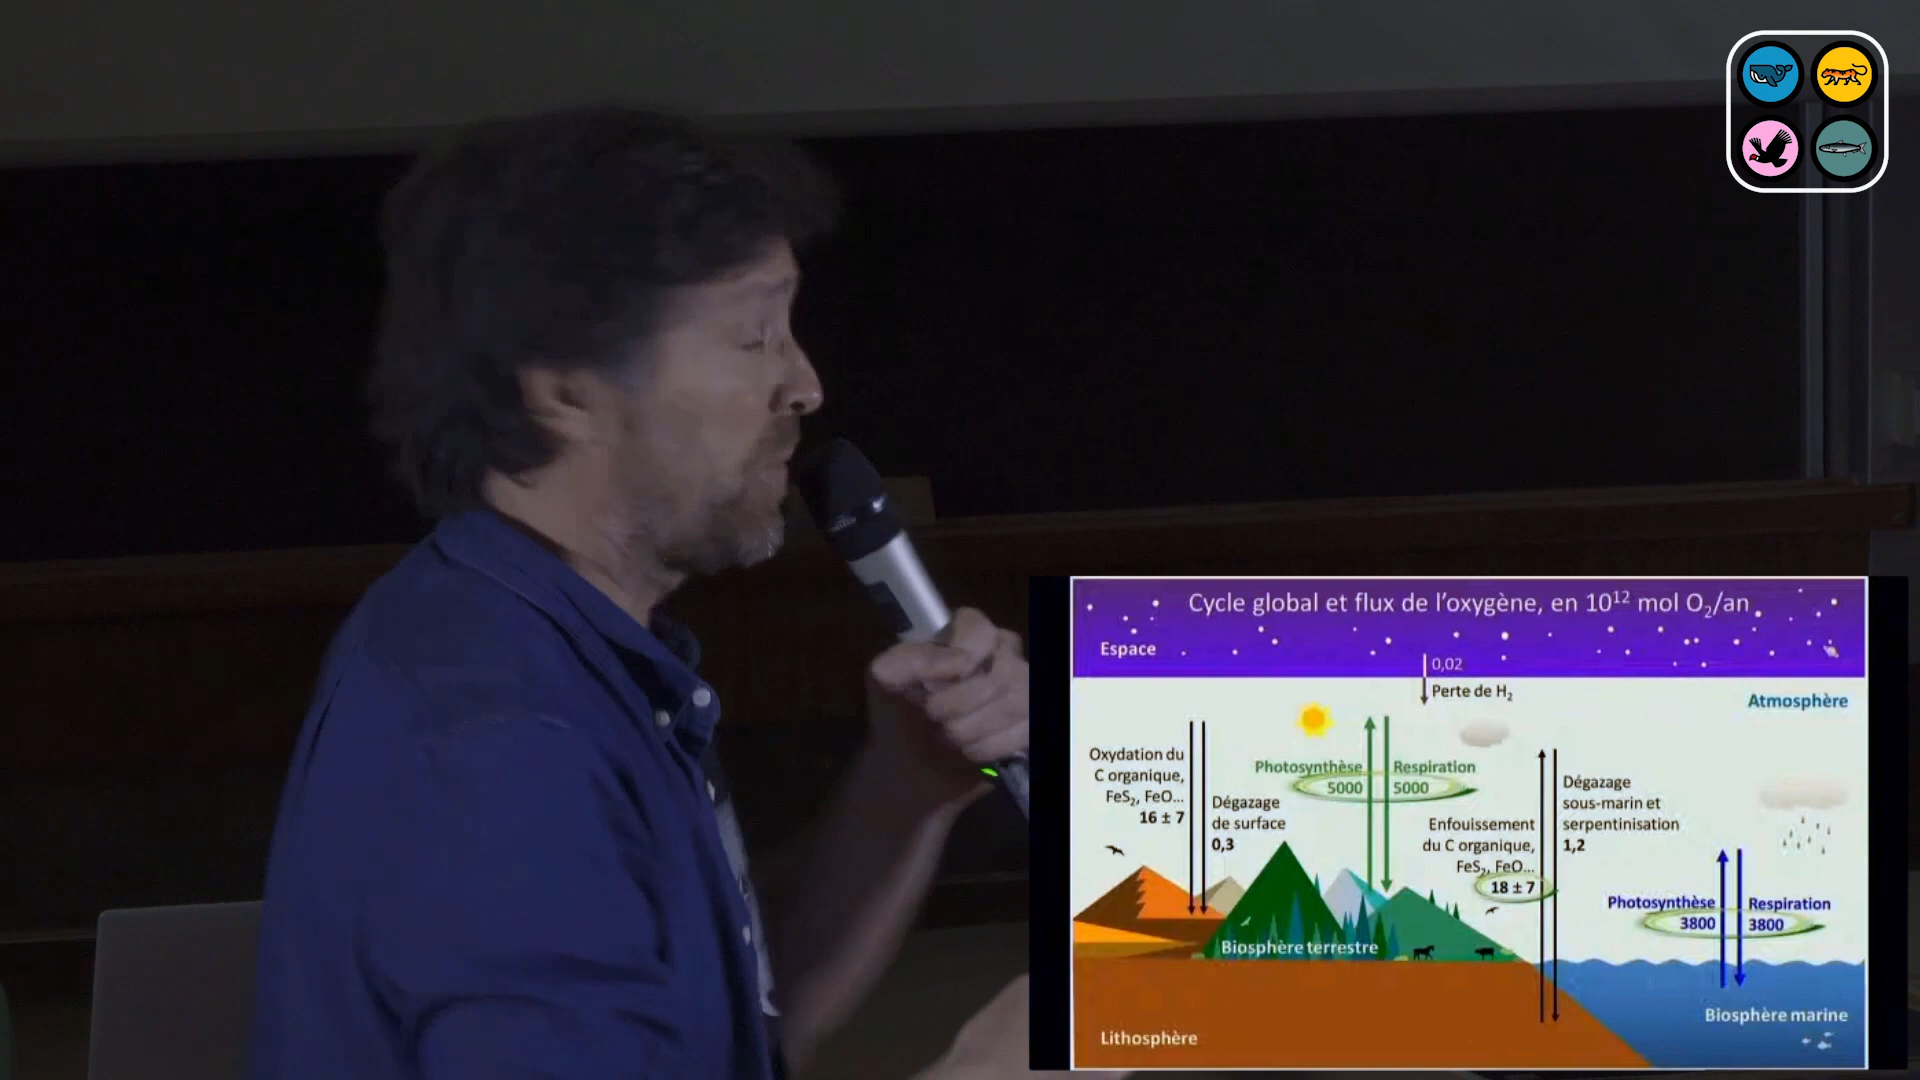 Cycle global et flux de l’oxygène, en 10¹² mol O₂/an
Espace
0,02
Perte de H₂
Atmosphère
Oxydation du
C organique,
FeS₂, FeO...
16 ± 7
Dégazage
de surface
0,3
Photosynthèse
5000
Respiration
5000
Enfouissement
du C organique,
FeS₂, FeO...
18 ± 7
Dégazage
sous-marin et
serpentinisation
1,2
Photosynthèse
3800
Respiration
3800
Biosphère terrestre
Biosphère marine
Lithosphère